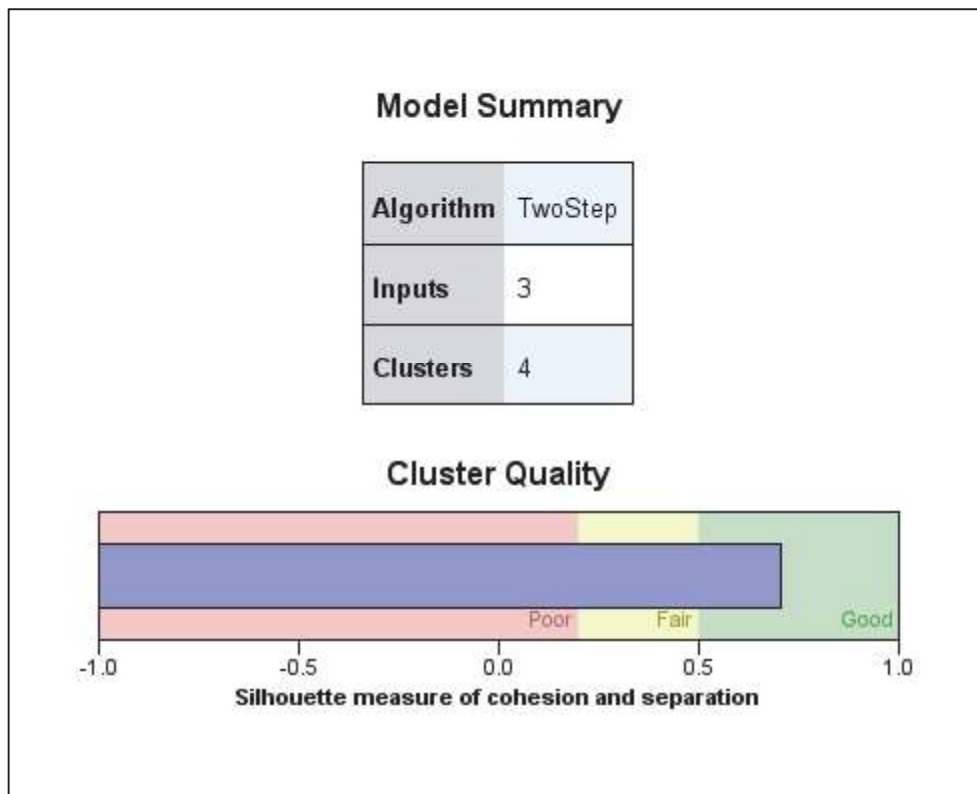 Model Summary
Algorithm TwoStep
Inputs 3
Clusters 4
Cluster Quality
Poor Fair Good
-1.0 -0.5 0.0 0.5 1.0
Silhouette measure of cohesion and separation